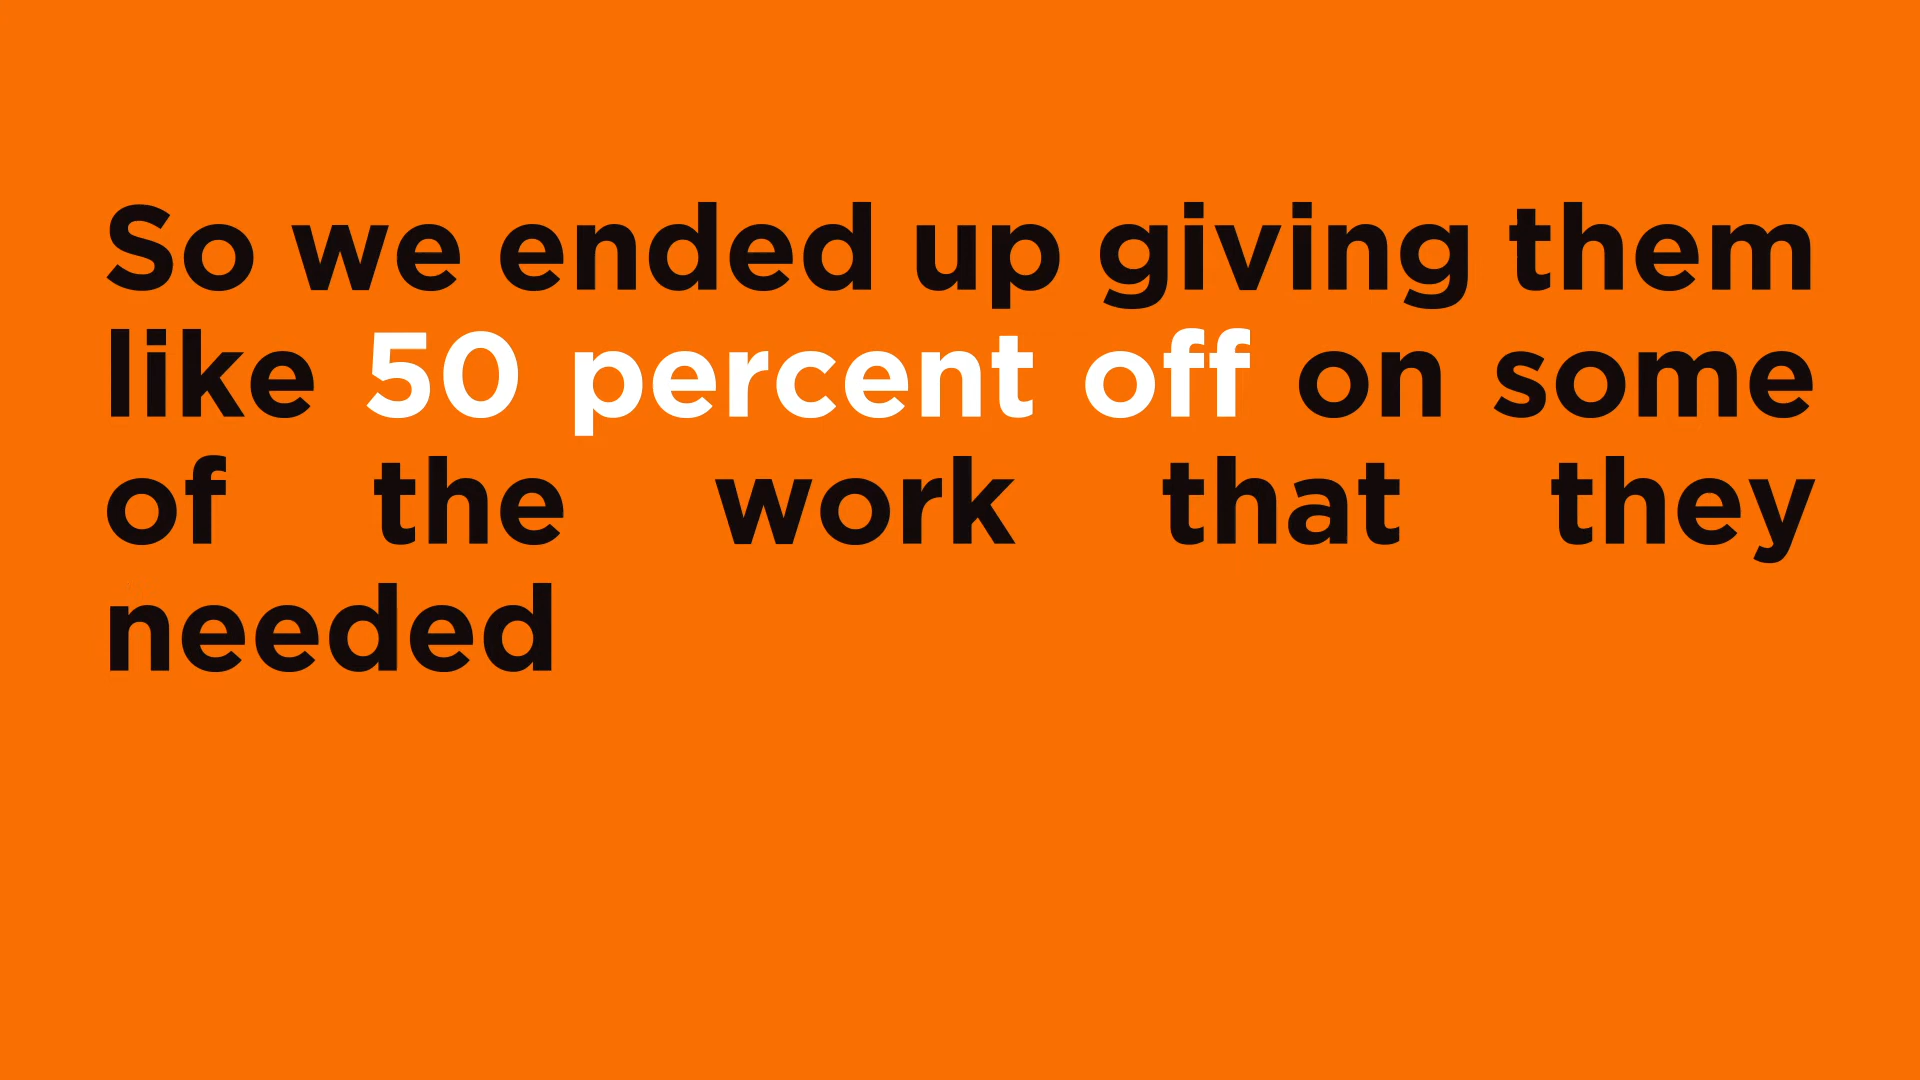 So we ended up giving them
like 50 percent off on some
of the work that they
needed